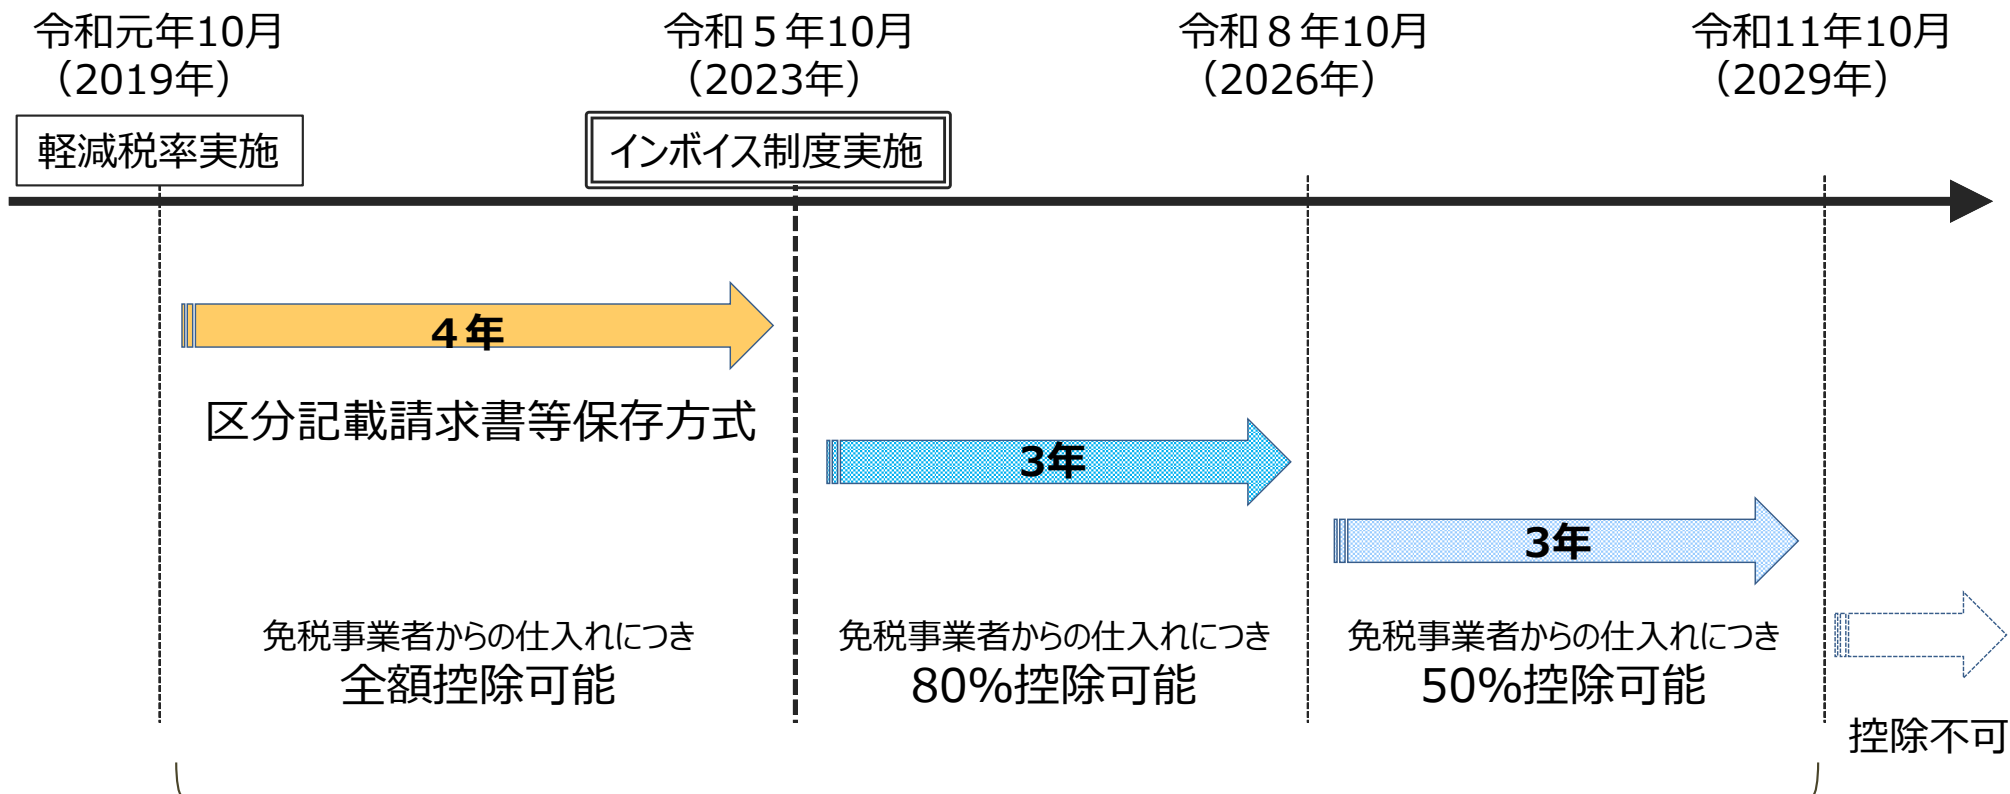 令和元年10月
（2019年）
令和５年10月
（2023年）
令和８年10月
（2026年）
令和11年10月
（2029年）
軽減税率実施
インボイス制度実施
４年
区分記載請求書等保存方式
3年
3年
免税事業者からの仕入れにつき
全額控除可能
免税事業者からの仕入れにつき
80%控除可能
免税事業者からの仕入れにつき
50%控除可能
控除不可